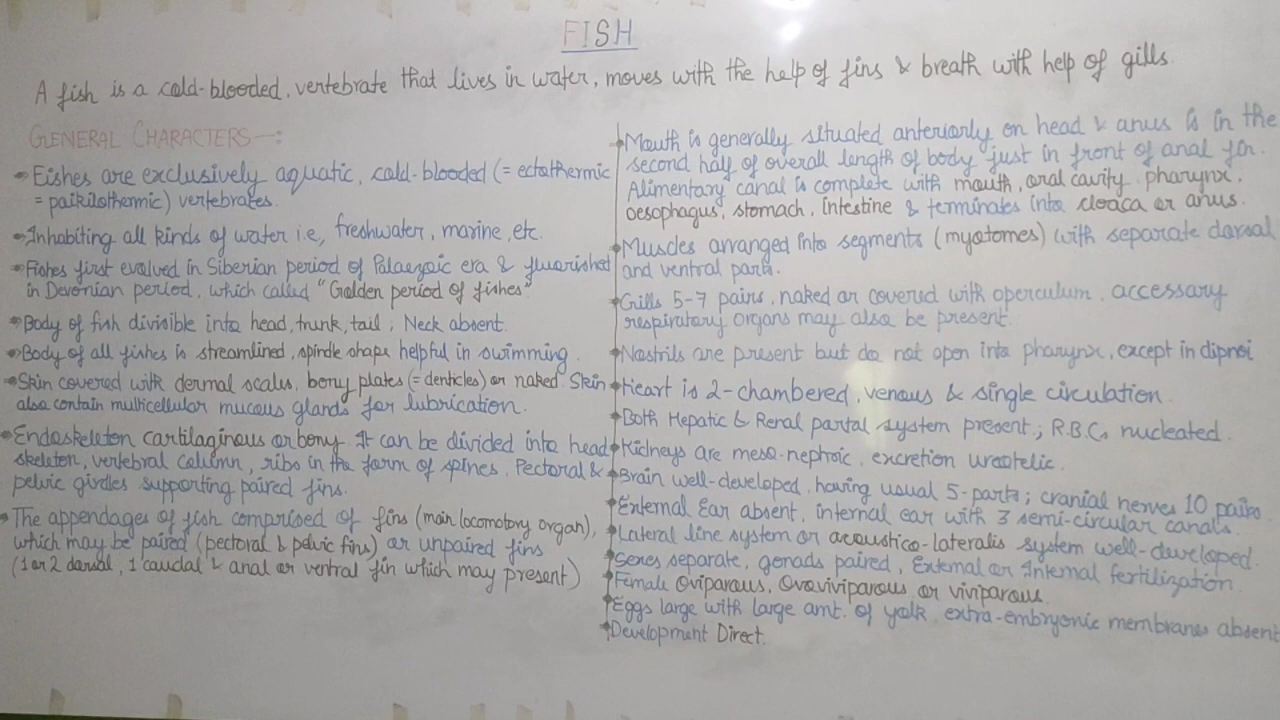 FISH
A fish is a cold-blooded, vertebrate that lives in water, moves with the help of fins & breath with help of gills.
GENERAL CHARACTERS—:
Fishes are exclusively aquatic, cold-blooded (= ectothermic
= poikilothermic) vertebrates.
Inhabiting all kinds of water i.e, freshwater, marine, etc.
Fishes first evolved in Siberian period of Palaezoic era & fluorished
in Devonian period, which called "Golden period of fishes"
Body of fish divisible into head, trunk, tail; Neck absent.
Body of all fishes is streamlined, spindle shape helpful in swimming.
Skin covered with dermal scales, bony plates (= denticles) or naked. Skin
also contain multicellular mucous glands for lubrication.
Endoskeleton cartilaginous or bony. It can be divided into head
skeleton, vertebral column, ribs in the form of spines. Pectoral &
pelvic girdles supporting paired fins.
The appendages of fish comprised of fins (main locomotory organ),
which may be paired (pectoral & pelvic fins) or unpaired fins
(1 or 2 dorsal, 1 caudal & anal or ventral fin which may present)
Mouth is generally situated anteriorly on head & anus is in the
second half of overall length of body just in front of anal fin.
Alimentary canal is complete with mouth, oral cavity, pharynx,
oesophagus, stomach, intestine & terminates into cloaca or anus.
Muscles arranged into segments (myotomes) with separate dorsal
and ventral parts.
Gills 5-7 pairs, naked or covered with operculum, accessary
respiratory organs may also be present.
Nostrils are present but do not open into pharynx, except in dipnoi
Heart is 2-chambered, venous & single circulation.
Both Hepatic & Renal portal system present; R.B.Cs nucleated.
Kidneys are meso-nephroic, excretion ureotelic.
Brain well-developed, having usual 5-parts; cranial nerves 10 pairs
External Ear absent, internal ear with 3 semi-circular canals.
Lateral line system or acoustico-lateralis system well-developed.
Sexes separate, gonads paired, External or Internal fertilization.
Female Oviparous, Ovoviviparous or viviparous.
Eggs large with large amt. of yolk, extra-embryonic membranes absent
Development Direct.